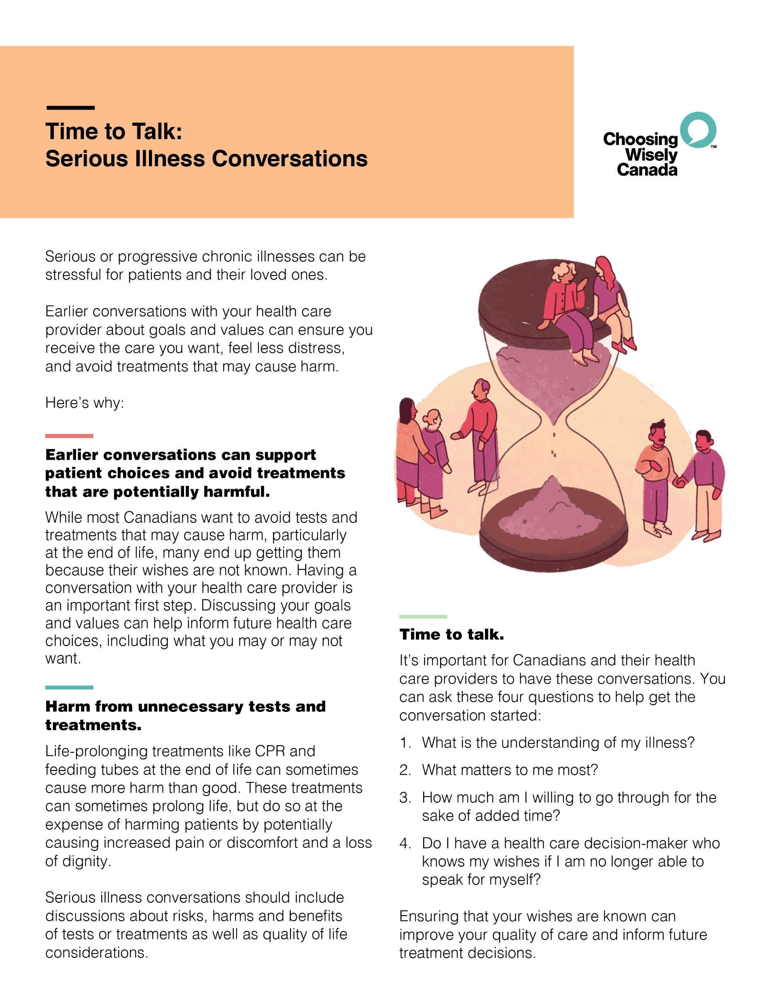 Time to Talk:
Serious Illness Conversations
Choosing
Wisely
Canada
TM
Serious or progressive chronic illnesses can be
stressful for patients and their loved ones.
Earlier conversations with your health care
provider about goals and values can ensure you
receive the care you want, feel less distress,
and avoid treatments that may cause harm.
Here's why:
Earlier conversations can support
patient choices and avoid treatments
that are potentially harmful.
While most Canadians want to avoid tests and
treatments that may cause harm, particularly
at the end of life, many end up getting them
because their wishes are not known. Having a
conversation with your health care provider is
an important first step. Discussing your goals
and values can help inform future health care
choices, including what you may or may not
want.
Harm from unnecessary tests and
treatments.
Life-prolonging treatments like CPR and
feeding tubes at the end of life can sometimes
cause more harm than good. These treatments
can sometimes prolong life, but do so at the
expense of harming patients by potentially
causing increased pain or discomfort and a loss
of dignity.
Serious illness conversations should include
discussions about risks, harms and benefits
of tests or treatments as well as quality of life
considerations.
Time to talk.
It's important for Canadians and their health
care providers to have these conversations. You
can ask these four questions to help get the
conversation started:
1. What is the understanding of my illness?
2. What matters to me most?
3. How much am I willing to go through for the
sake of added time?
4. Do I have a health care decision-maker who
knows my wishes if I am no longer able to
speak for myself?
Ensuring that your wishes are known can
improve your quality of care and inform future
treatment decisions.